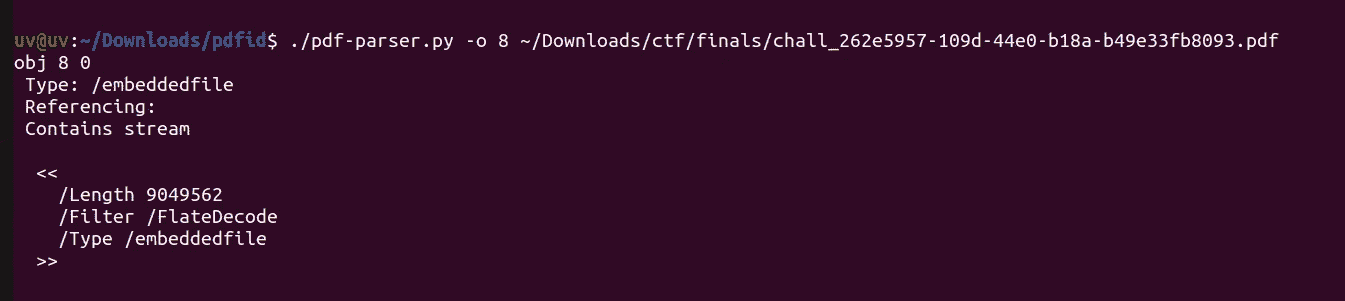 uv@uv:~/Downloads/pdfid$ ./pdf-parser.py -o 8 ~/Downloads/ctf/finals/chall_262e5957-109d-44e0-b18a-b49e33fb8093.pdf
obj 8 0
Type: /embeddedfile
Referencing:
Contains stream
<<
/Length 9049562
/Filter /FlateDecode
/Type /embeddedfile
>>